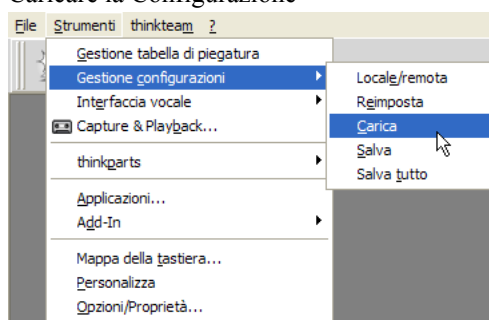 Caricare la Configurazione
File Strumenti thinkteam ?
Gestione tabella di piegatura
Gestione configurazioni
Interfaccia vocale
Capture & Playback...
thinkparts
Applicazioni...
Add-In
Mappa della tastiera...
Personalizza
Opzioni/Proprietà...
Locale/remota
Reimposta
Carica
Salva
Salva tutto